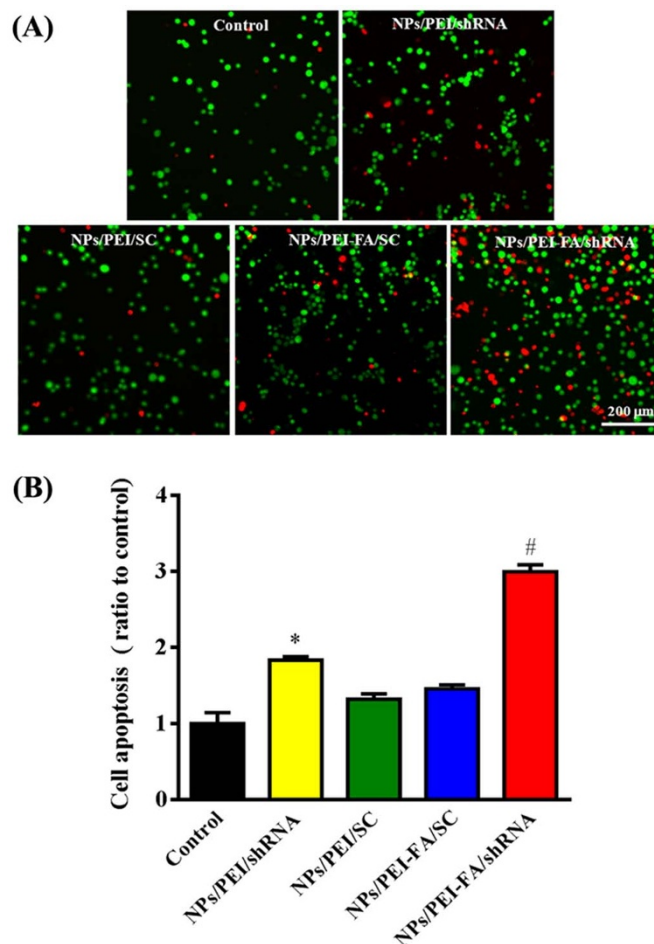 (A)
Control
NPs/PEI/shRNA
NPs/PEI/SC
NPs/PEI-FA/SC
NPs/PEI-FA/shRNA
200 μm
(B)
Cell apoptosis ( ratio to control)
4
3
2
1
0
*
#
Control
NPs/PEI/shRNA
NPs/PEI/SC
NPs/PEI-FA/SC
NPs/PEI-FA/shRNA